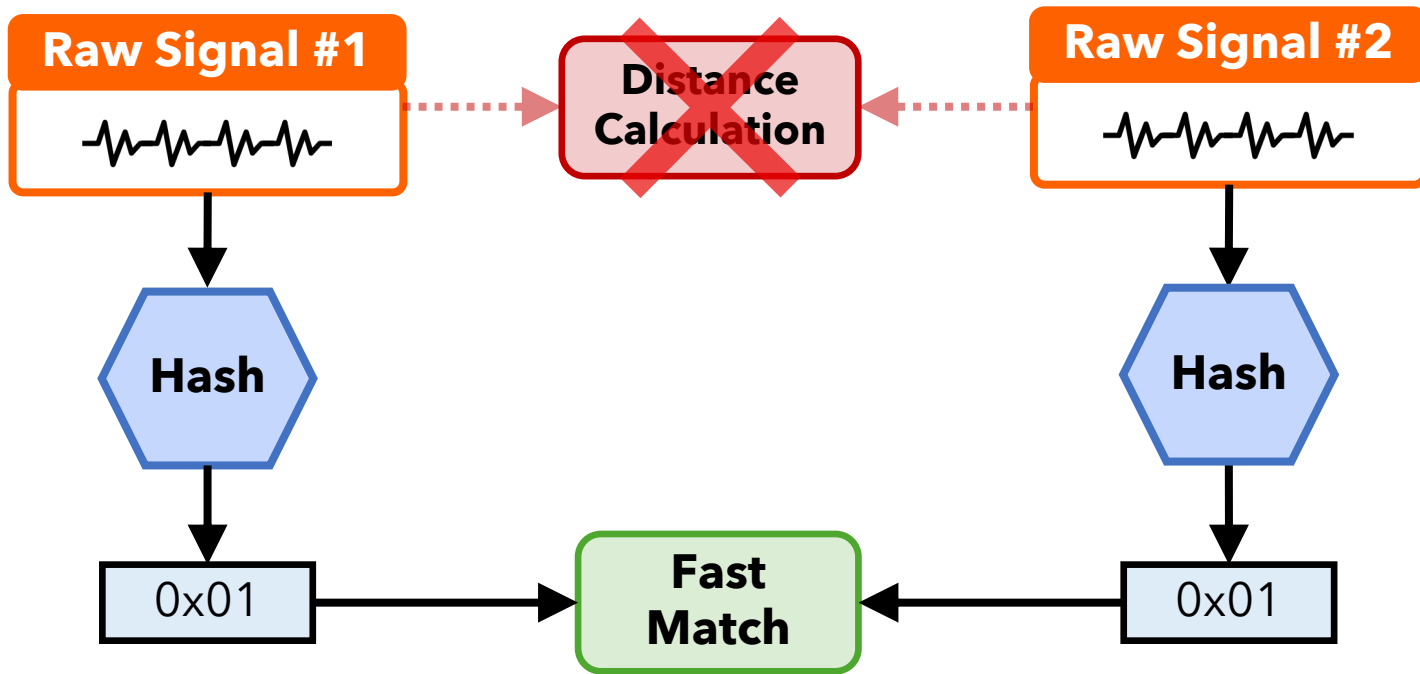 Raw Signal #1
Distance
Calculation
Raw Signal #2
Hash
Hash
0x01
Fast
Match
0x01